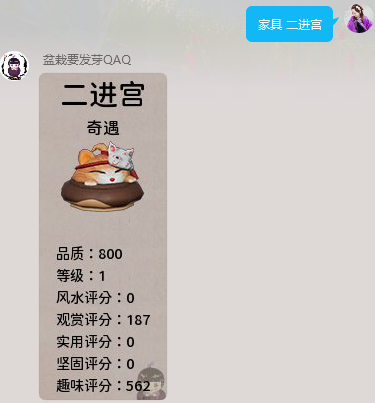 家具 二进宫
盆栽要发芽QAQ
二进宫
奇遇
品质：800
等级：1
风水评分：0
观赏评分：187
实用评分：0
坚固评分：0
趣味评分：562